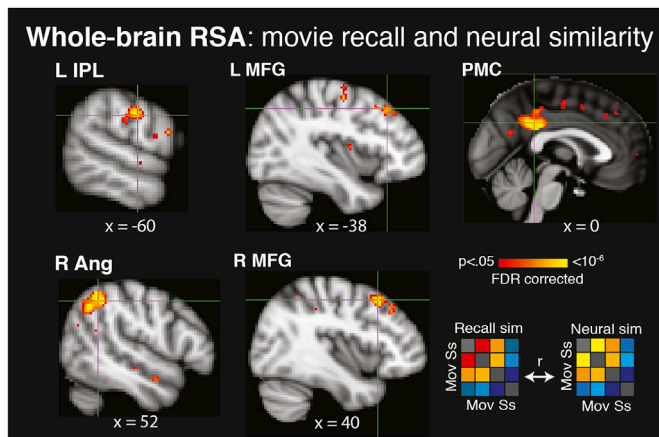 Whole-brain RSA: movie recall and neural similarity
L IPL
L MFG
PMC
x = -60
x = -38
x = 0
R Ang
R MFG
p<.05 <10⁻⁶
FDR corrected
x = 52
x = 40
Recall sim
Neural sim
Mov Ss
r
Mov Ss
Mov Ss
Mov Ss